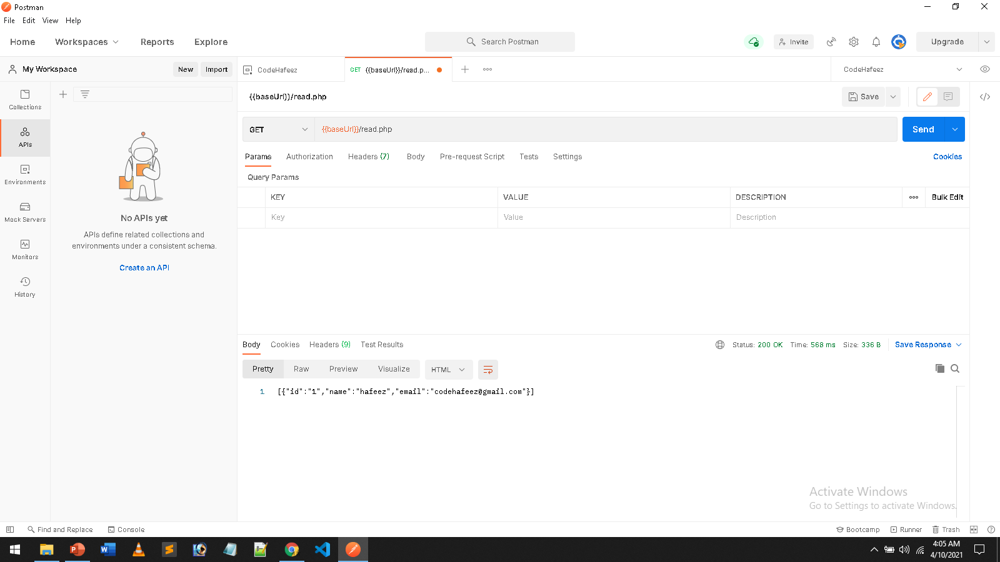 Postman
File Edit View Help
Home Workspaces Reports Explore Search Postman Invite Upgrade
My Workspace New Import CodeHafeez GET {{baseUrl}}/read.p... CodeHafeez
{{baseUrl}}/read.php Save
Collections
GET {{baseUrl}}/read.php Send
APIs
Params Authorization Headers (7) Body Pre-request Script Tests Settings Cookies
Query Params
Environments
KEY VALUE DESCRIPTION Bulk Edit
Key Value Description
Mock Servers
No APIs yet
APIs define related collections and
environments under a consistent schema.
Create an API
Monitors
History
Body Cookies Headers (9) Test Results Status: 200 OK Time: 568 ms Size: 336 B Save Response
Pretty Raw Preview Visualize HTML
1 [{"id":"1","name":"hafeez","email":"codehafeez@gmail.com"}]
Activate Windows
Go to Settings to activate Windows.
Find and Replace Console Bootcamp Runner Trash
4:05 AM
4/10/2021